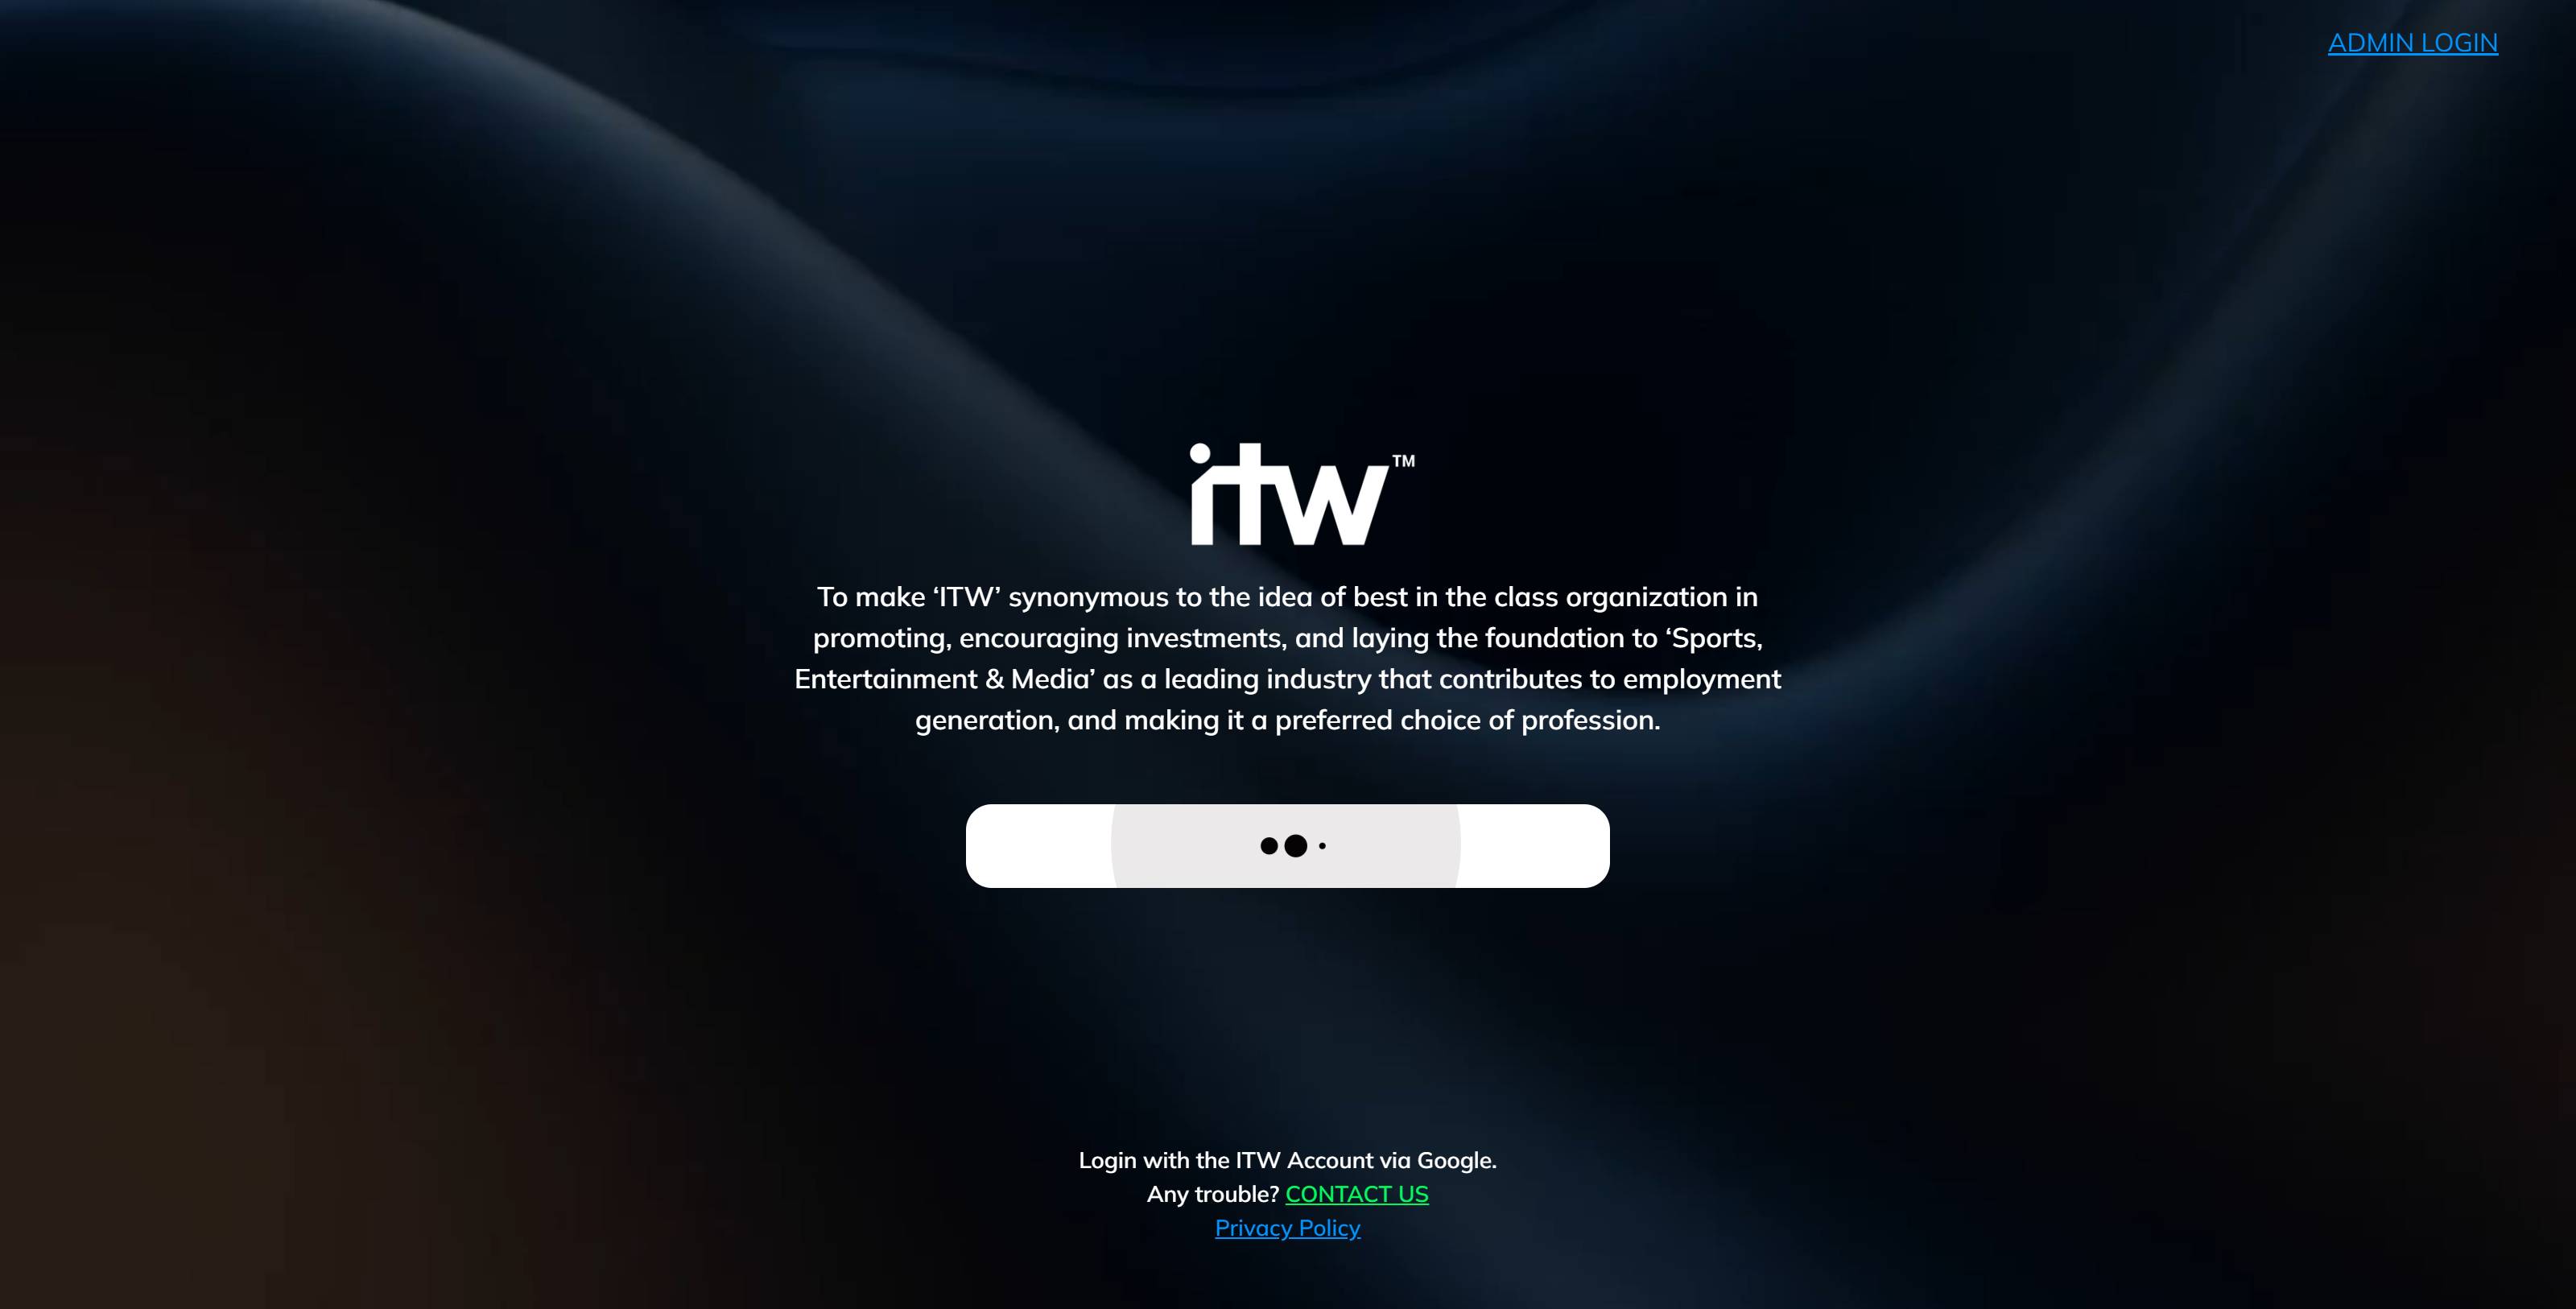 ADMIN LOGIN
itw™
To make ‘ITW’ synonymous to the idea of best in the class organization in
promoting, encouraging investments, and laying the foundation to ‘Sports,
Entertainment & Media’ as a leading industry that contributes to employment
generation, and making it a preferred choice of profession.
Login with the ITW Account via Google.
Any trouble? CONTACT US
Privacy Policy